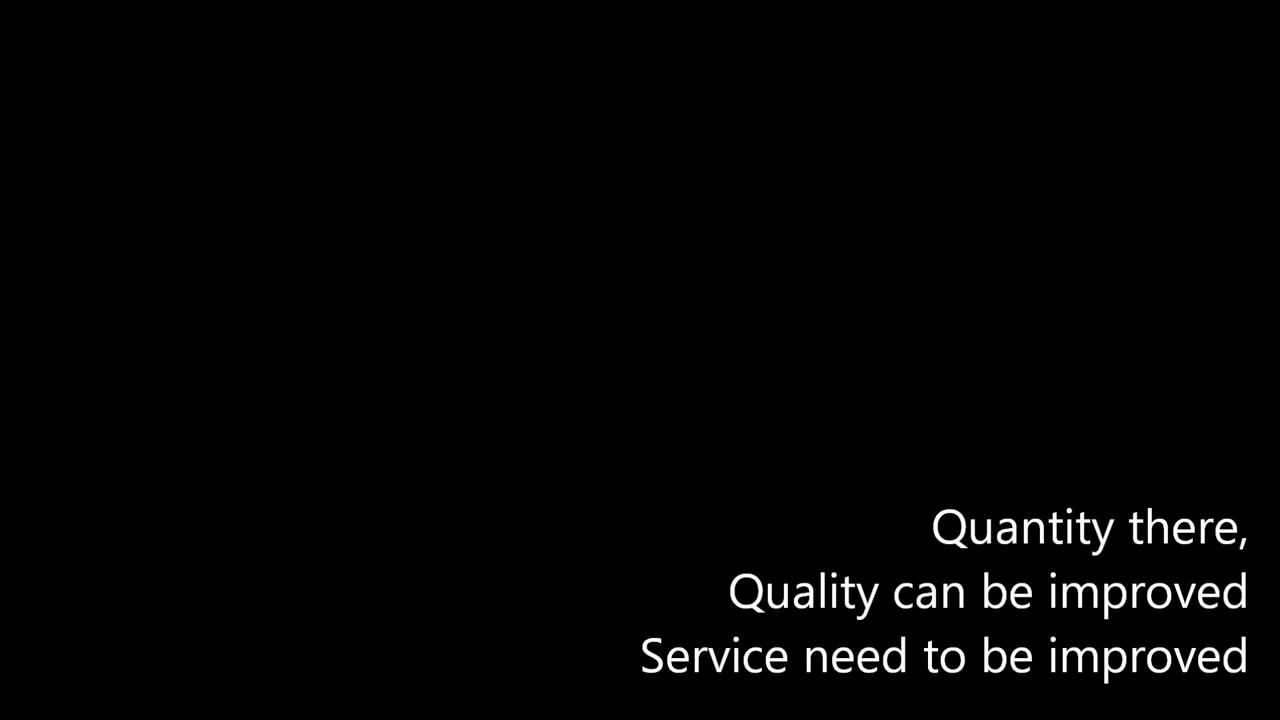 Quantity there,
Quality can be improved
Service need to be improved